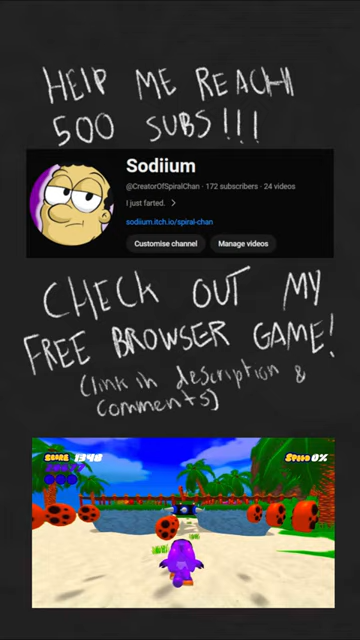 HELP ME REACH
500 SUBS!!!
Sodiium
@CreatorOfSpiralChan · 172 subscribers · 24 videos
I just farted. >
sodiium.itch.io/spiral-chan
Customise channel Manage videos
CHECK OUT MY
FREE BROWSER GAME!
(link in description &
comments)
SCORE 1348
SPEED 0%